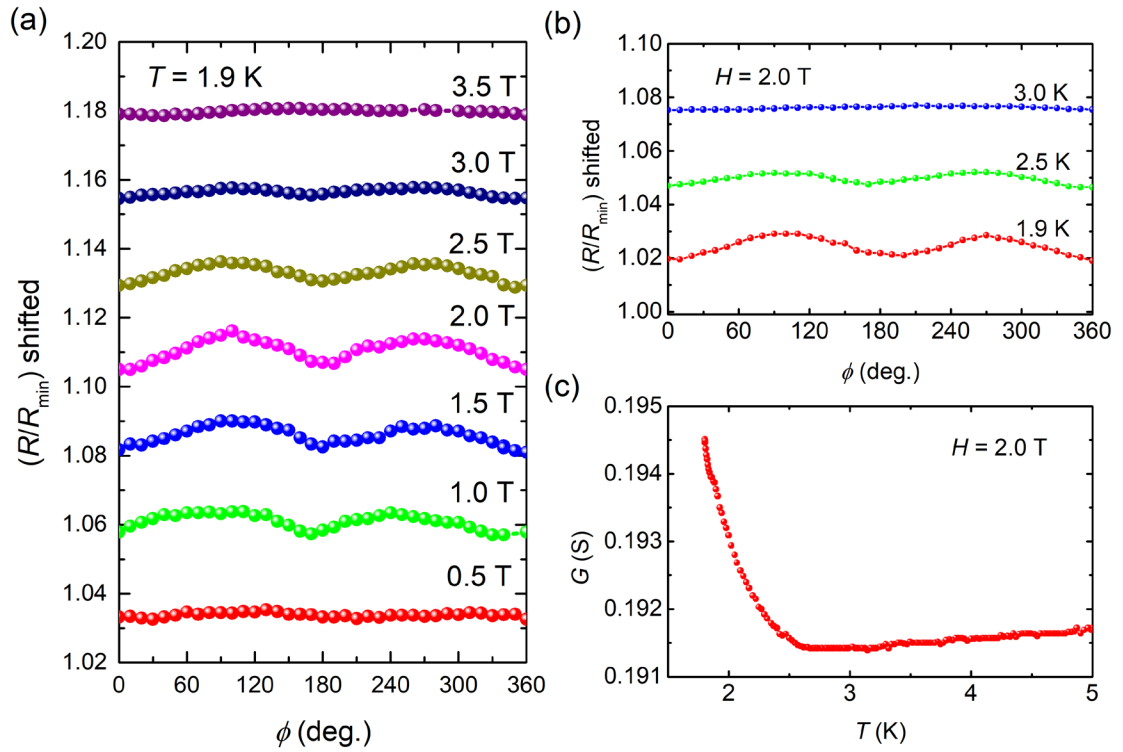 (a)
T = 1.9 K
3.5 T
3.0 T
2.5 T
2.0 T
1.5 T
1.0 T
0.5 T
1.20
1.18
1.16
1.14
1.12
1.10
1.08
1.06
1.04
1.02
0 60 120 180 240 300 360
ϕ (deg.)
(R/Rmin) shifted
(b)
H = 2.0 T
3.0 K
2.5 K
1.9 K
1.10
1.08
1.06
1.04
1.02
1.00
0 60 120 180 240 300 360
ϕ (deg.)
(R/Rmin) shifted
(c)
H = 2.0 T
0.195
0.194
0.193
0.192
0.191
2 3 4 5
T (K)
G (S)